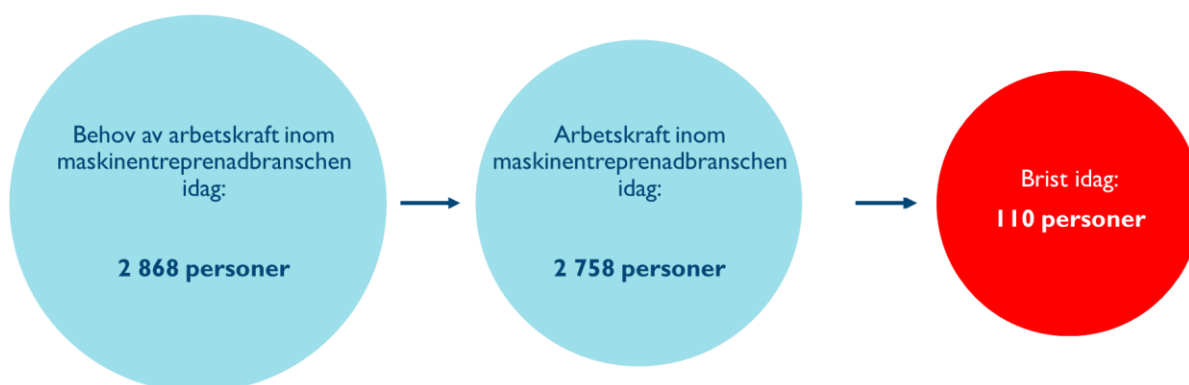 Behov av arbetskraft inom
maskinentreprenadbranschen
idag:
2 868 personer
Arbetskraft inom
maskinentreprenadbranschen
idag:
2 758 personer
Brist idag:
110 personer